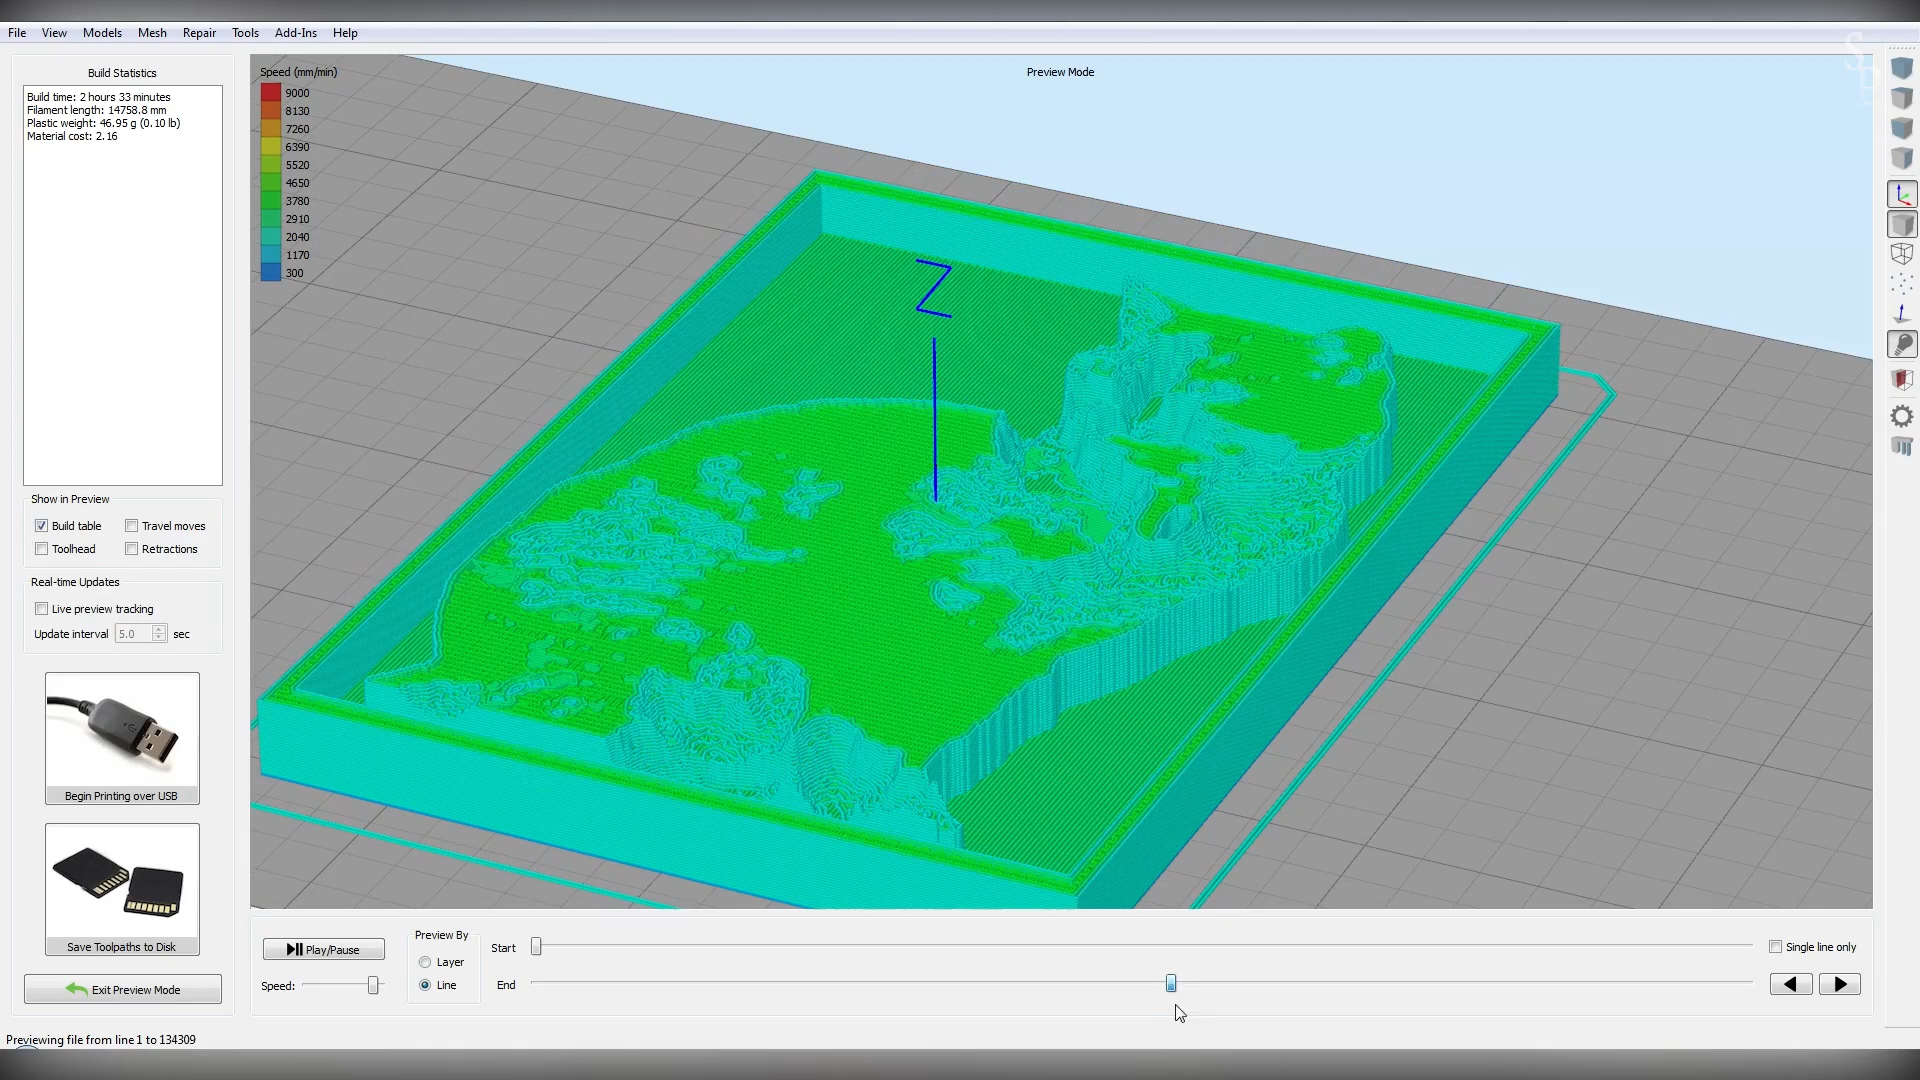 File View Models Mesh Repair Tools Add-Ins Help
Build Statistics
Build time: 2 hours 33 minutes
Filament length: 14758.8 mm
Plastic weight: 46.95 g (0.10 lb)
Material cost: 2.16
Show in Preview
Build table Travel moves
Toolhead Retractions
Real-time Updates
Live preview tracking
Update interval 5.0 sec
Begin Printing over USB
Save Toolpaths to Disk
Exit Preview Mode
Speed (mm/min)
9000
8130
7260
6390
5520
4650
3780
2910
2040
1170
300
Preview Mode
Z
Play/Pause
Speed:
Preview By
Layer
Line
Start
End
Single line only
Previewing file from line 1 to 134309